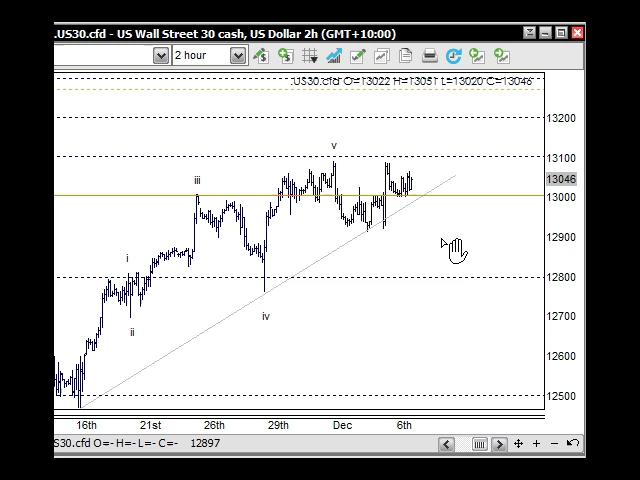 .US30.cfd - US Wall Street 30 cash, US Dollar 2h (GMT+10:00)
2 hour
.US30.cfd O=13022 H=13051 L=13020 C=13046
13200
v
13100
iii
13046
13000
12900
i
12800
iv
12700
ii
12600
12500
16th 21st 26th 29th Dec 6th
S30.cfd O=- H=- L=- C=- 12897